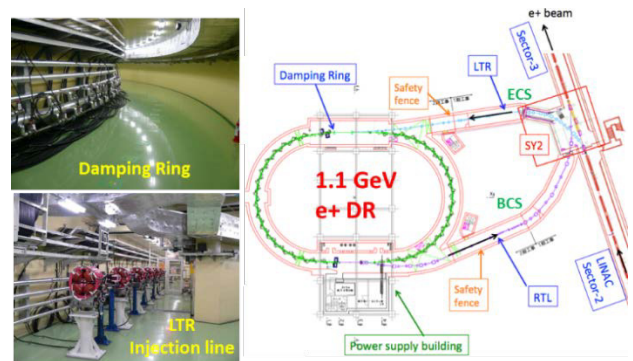 Damping Ring
LTR
Injection line
e+ beam
Sector-3
Damping Ring
LTR
Safety
fence
ECS
SY2
1.1 GeV
e+ DR
BCS
Safety
fence
RTL
LINAC
Sector-2
Power supply building